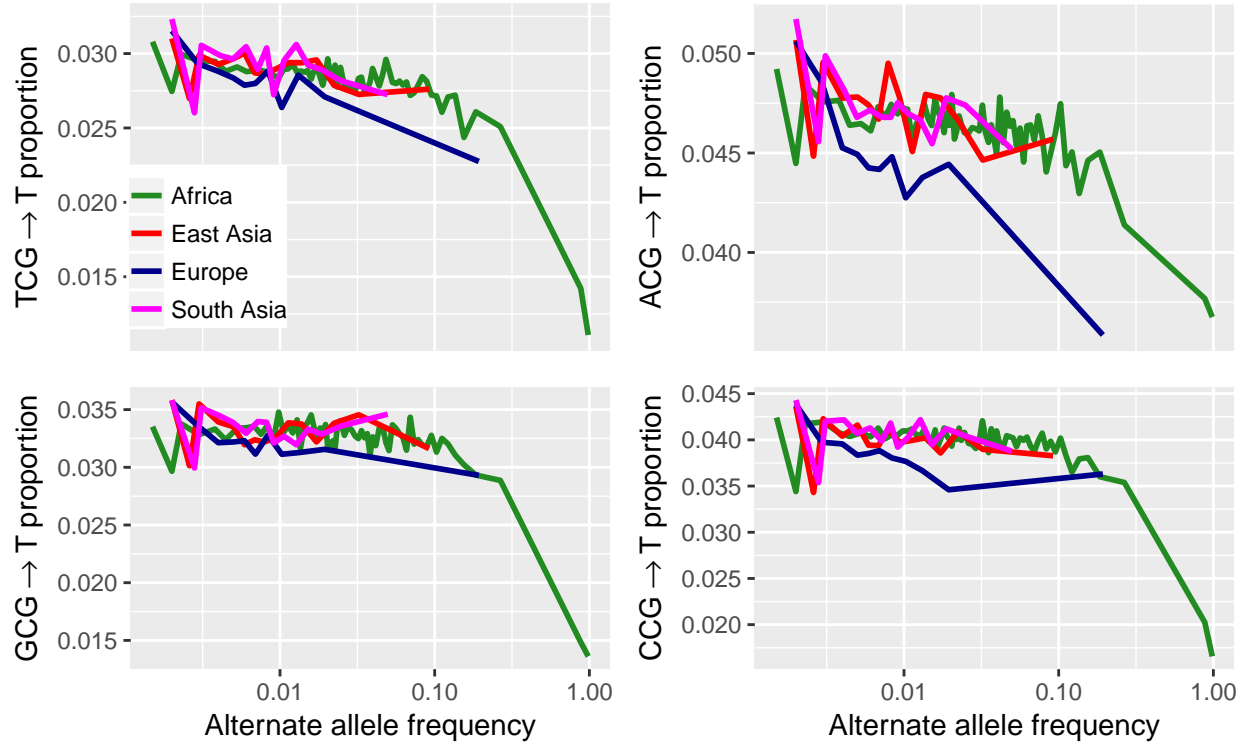 TCG → T proportion
0.030
0.025
0.020
0.015
Africa
East Asia
Europe
South Asia
ACG → T proportion
0.050
0.045
0.040
GCG → T proportion
0.035
0.030
0.025
0.020
0.015
0.01 0.10 1.00
Alternate allele frequency
CCG → T proportion
0.045
0.040
0.035
0.030
0.025
0.020
0.01 0.10 1.00
Alternate allele frequency